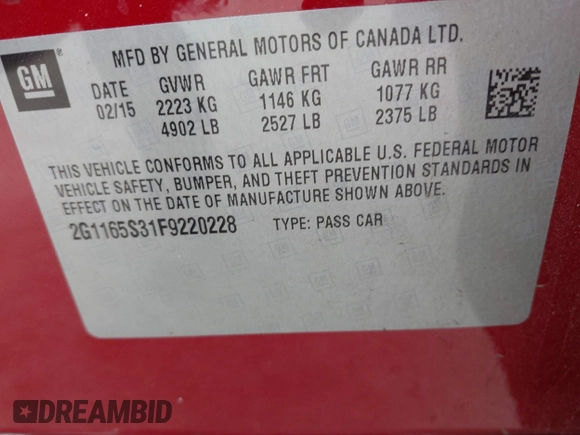 GM
MFD BY GENERAL MOTORS OF CANADA LTD.
DATE GVWR GAWR FRT GAWR RR
02/15 2223 KG 1146 KG 1077 KG
4902 LB 2527 LB 2375 LB
THIS VEHICLE CONFORMS TO ALL APPLICABLE U.S. FEDERAL MOTOR
VEHICLE SAFETY, BUMPER, AND THEFT PREVENTION STANDARDS IN
EFFECT ON THE DATE OF MANUFACTURE SHOWN ABOVE.
2G1165S31F9220228 TYPE: PASS CAR
DREAMBID